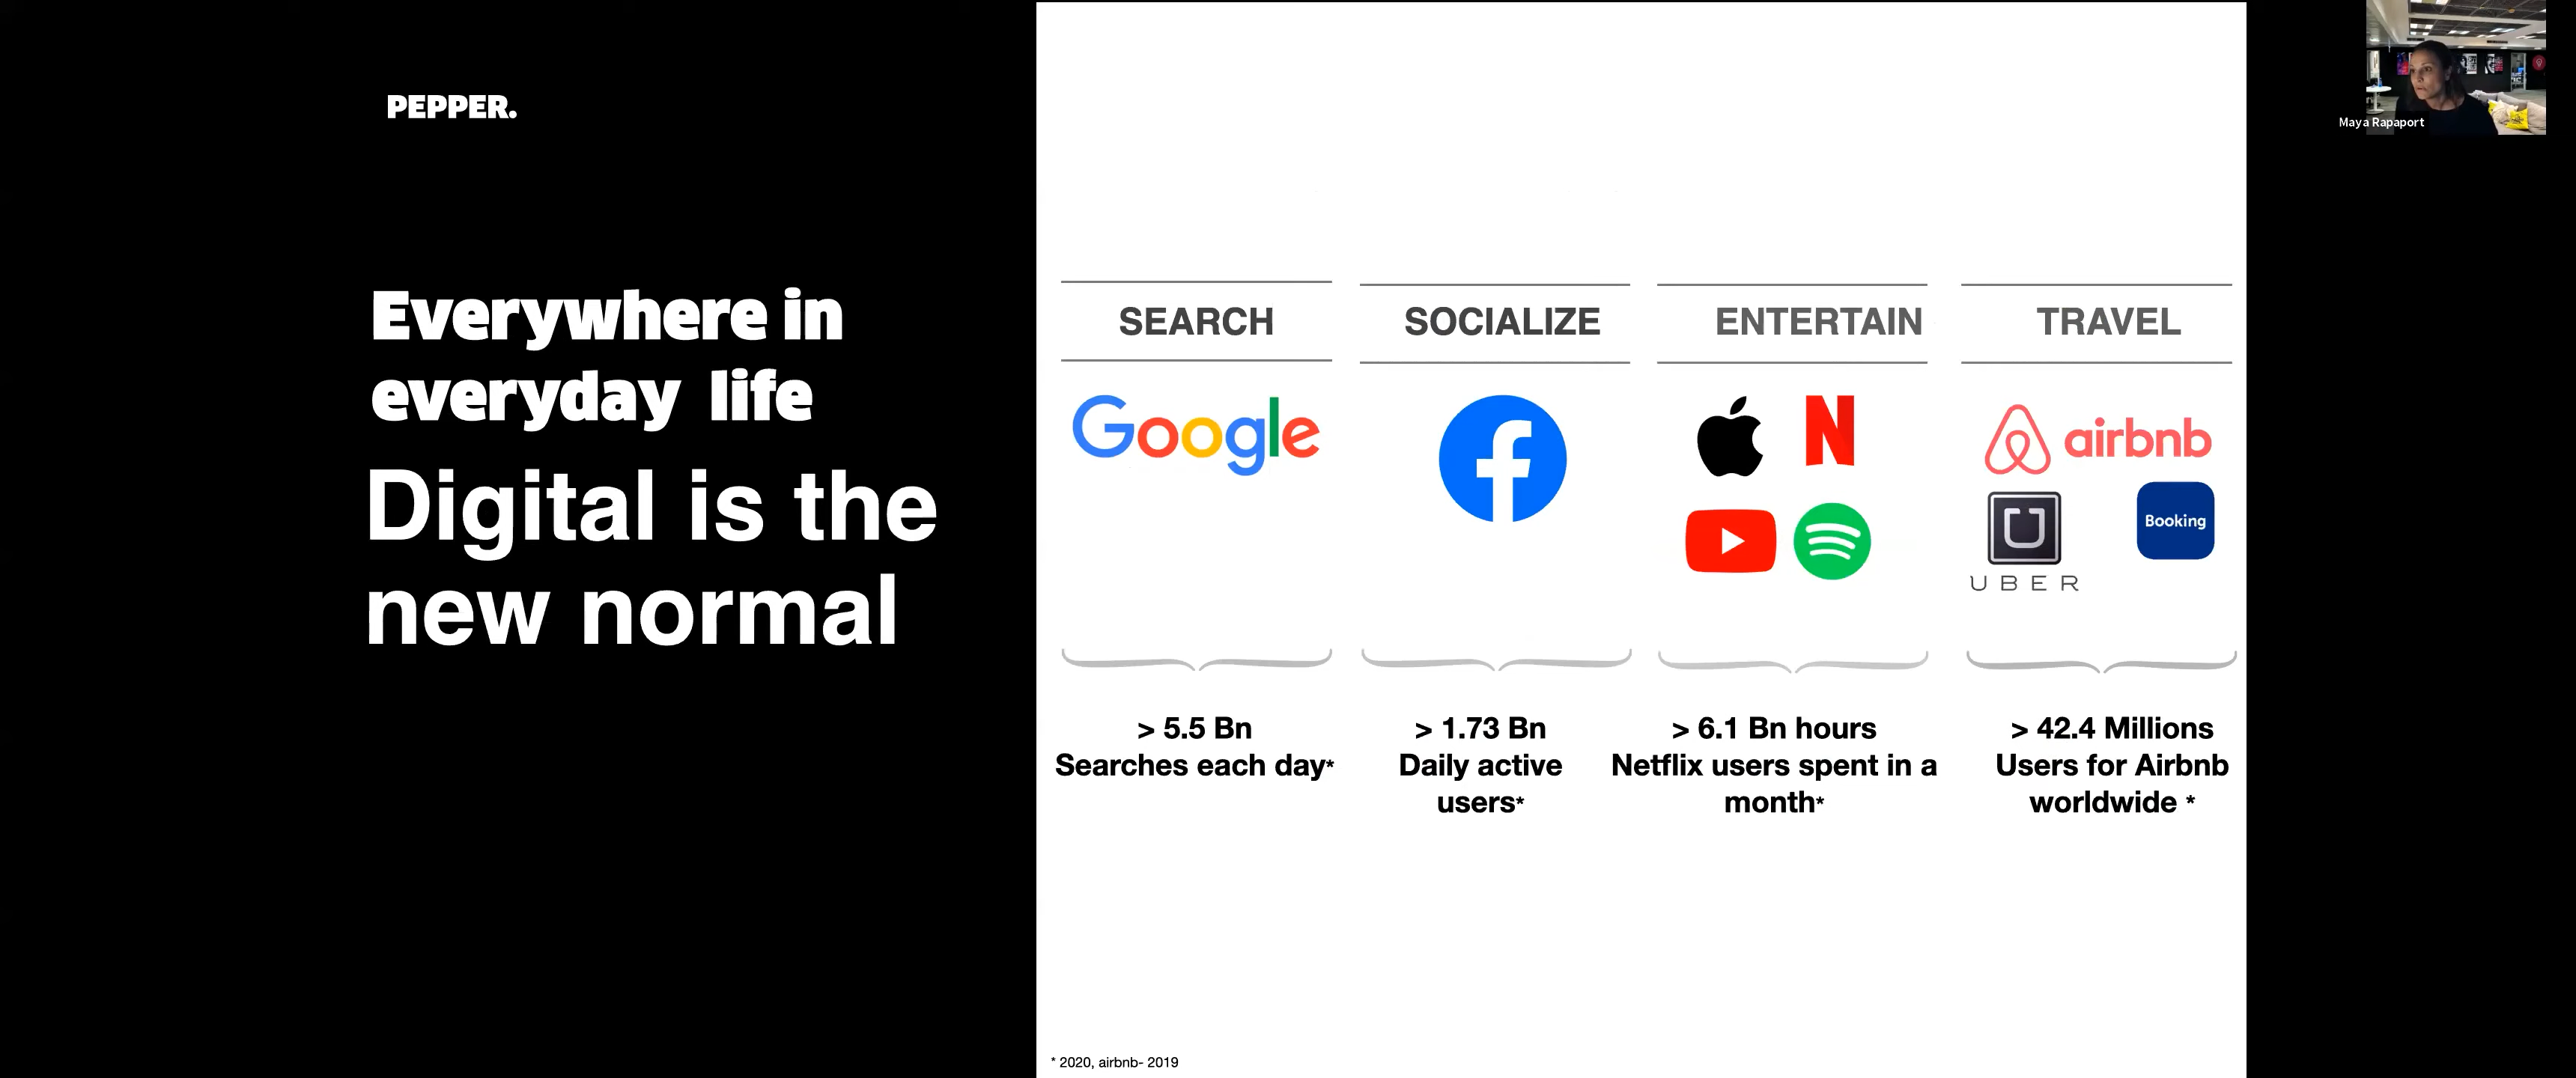 PEPPER.
Everywhere in
everyday life
Digital is the
new normal
SEARCH
Google
> 5.5 Bn
Searches each day*
SOCIALIZE
> 1.73 Bn
Daily active
users*
ENTERTAIN
> 6.1 Bn hours
Netflix users spent in a
month*
TRAVEL
airbnb
UBER
Booking
> 42.4 Millions
Users for Airbnb
worldwide *
* 2020, airbnb- 2019
Maya Rapaport